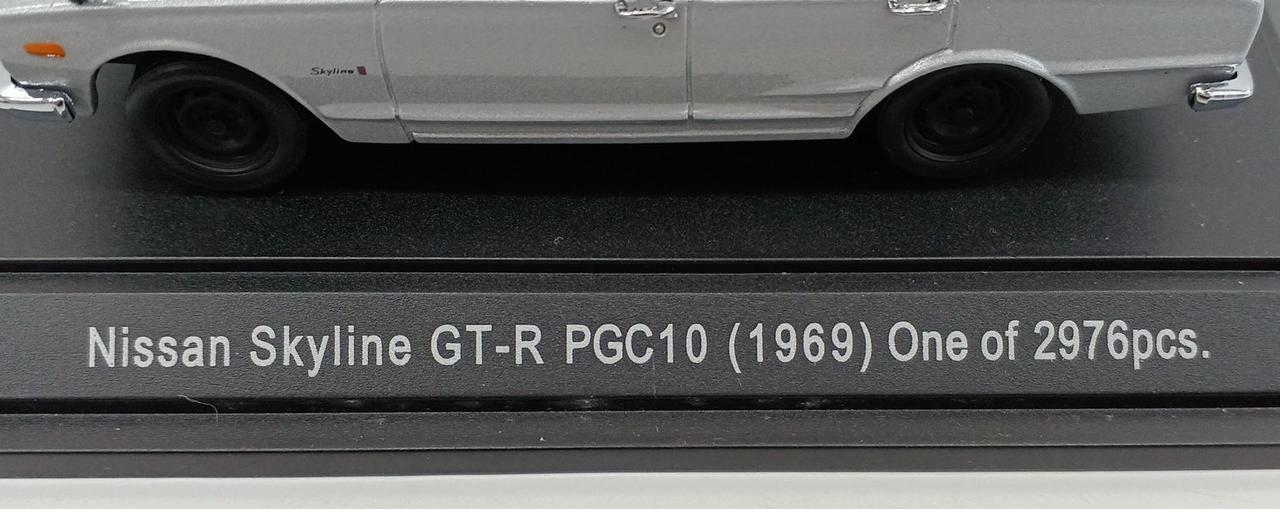 Skyline
Nissan Skyline GT-R PGC10 (1969) One of 2976pcs.